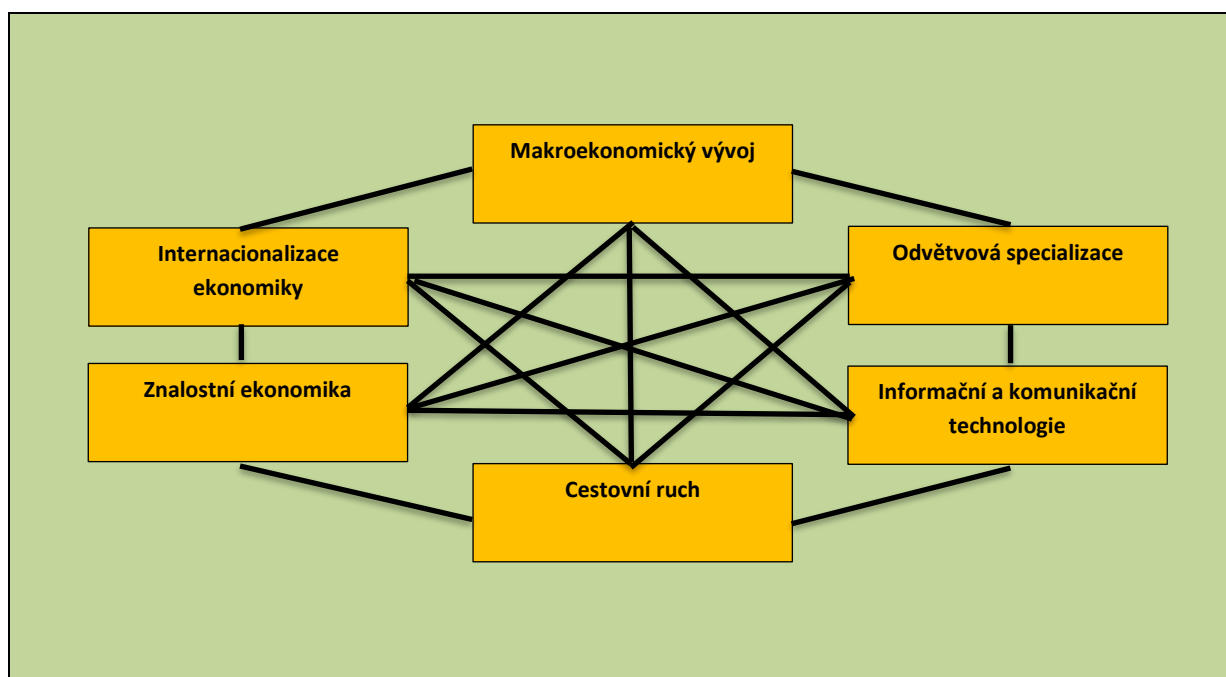 Makroekonomický vývoj
Internacionalizace
ekonomiky
Odvětvová specializace
Znalostní ekonomika
Informační a komunikační
technologie
Cestovní ruch